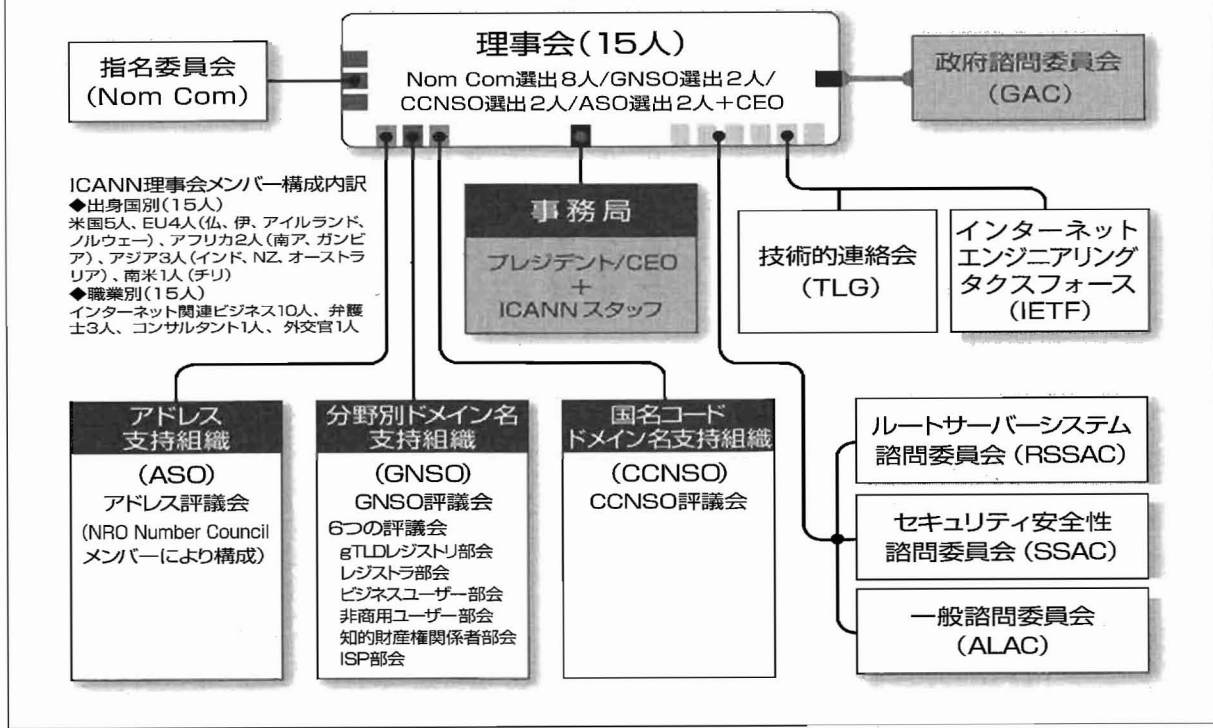 理事会(15人)
Nom Com選出8人/GNSO選出2人/
CCNSO選出2人/ASO選出2人+CEO
指名委員会
(Nom Com)
政府諮問委員会
(GAC)
ICANN理事会メンバー構成内訳
◆出身国別(15人)
米国5人、EU4人(仏、伊、アイルランド、
ノルウェー)、アフリカ2人(南ア、ガンビ
ア)、アジア3人(インド、NZ、オーストラ
リア)、南米1人(チリ)
◆職業別(15人)
インターネット関連ビジネス10人、弁護
士3人、コンサルタント1人、外交官1人
事務局
プレジデント/CEO
+
ICANNスタッフ
技術的連絡会
(TLG)
インターネット
エンジニアリング
タクスフォース
(IETF)
アドレス
支持組織
(ASO)
アドレス評議会
(NRO Number Council
メンバーにより構成)
分野別ドメイン名
支持組織
(GNSO)
GNSO評議会
6つの評議会
gTLDレジストリ部会
レジストラ部会
ビジネスユーザー部会
非商用ユーザー部会
知的財産権関係者部会
ISP部会
国名コード
ドメイン名支持組織
(CCNSO)
CCNSO評議会
ルートサーバーシステム
諮問委員会(RSSAC)
セキュリティ安全性
諮問委員会(SSAC)
一般諮問委員会
(ALAC)